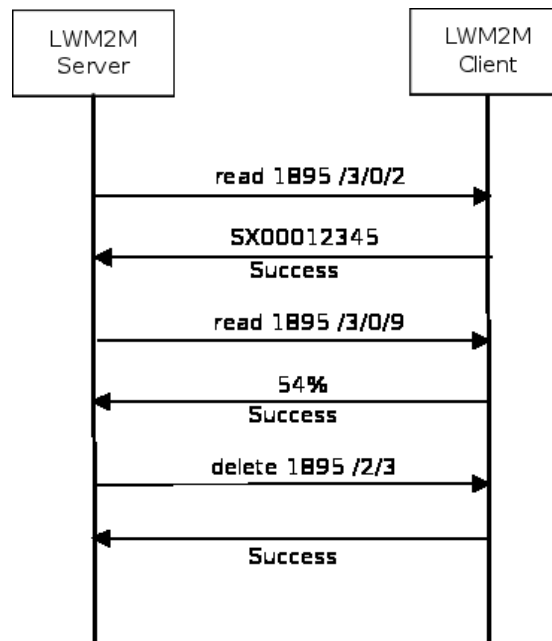 LWM2M
Server
LWM2M
Client
read 1895 /3/0/2
SX00012345
Success
read 1895 /3/0/9
54%
Success
delete 1895 /2/3
Success